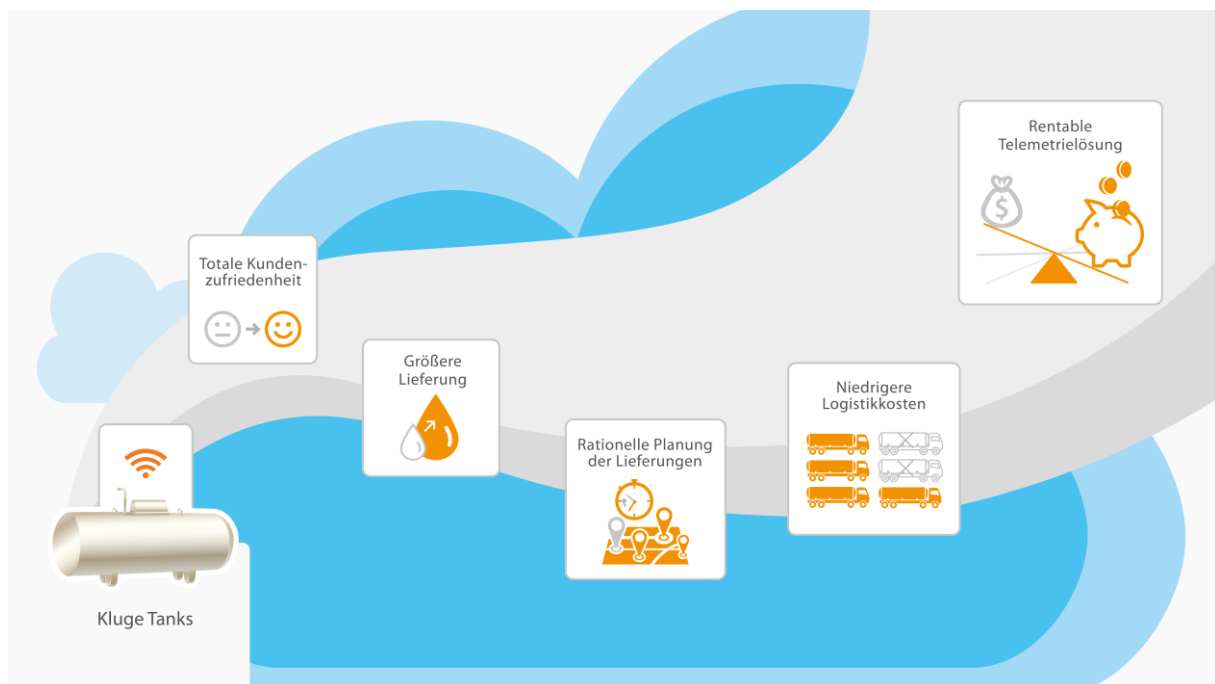 Rentable
Telemetrielösung
$
Totale Kunden-
zufriedenheit
Größere
Lieferung
Niedrigere
Logistikkosten
Rationelle Planung
der Lieferungen
Kluge Tanks